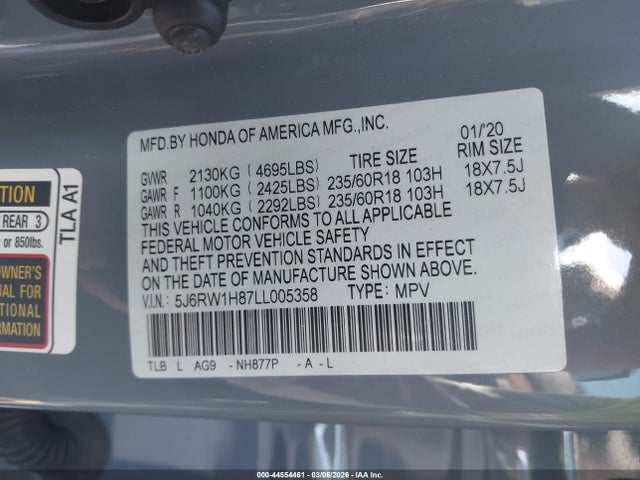 MFD.BY HONDA OF AMERICA MFG.,INC. 01/'20
TIRE SIZE RIM SIZE
GVWR 2130KG (4695LBS)
GAWR F 1100KG (2425LBS) 235/60R18 103H 18X7.5J
GAWR R 1040KG (2292LBS) 235/60R18 103H 18X7.5J
THIS VEHICLE CONFORMS TO ALL APPLICABLE
FEDERAL MOTOR VEHICLE SAFETY
AND THEFT PREVENTION STANDARDS IN EFFECT
ON THE DATE OF MANUFACTURE SHOWN ABOVE.
V.I.N: 5J6RW1H87LL005358 TYPE: MPV
TLB L AG9 -NH877P -A -L
TION
REAR 3
or 850lbs.
OWNER'S
UAL FOR
TIONAL
RMATION
TLA A1
000-44554461 | 03/06/2026 | IAA Inc.